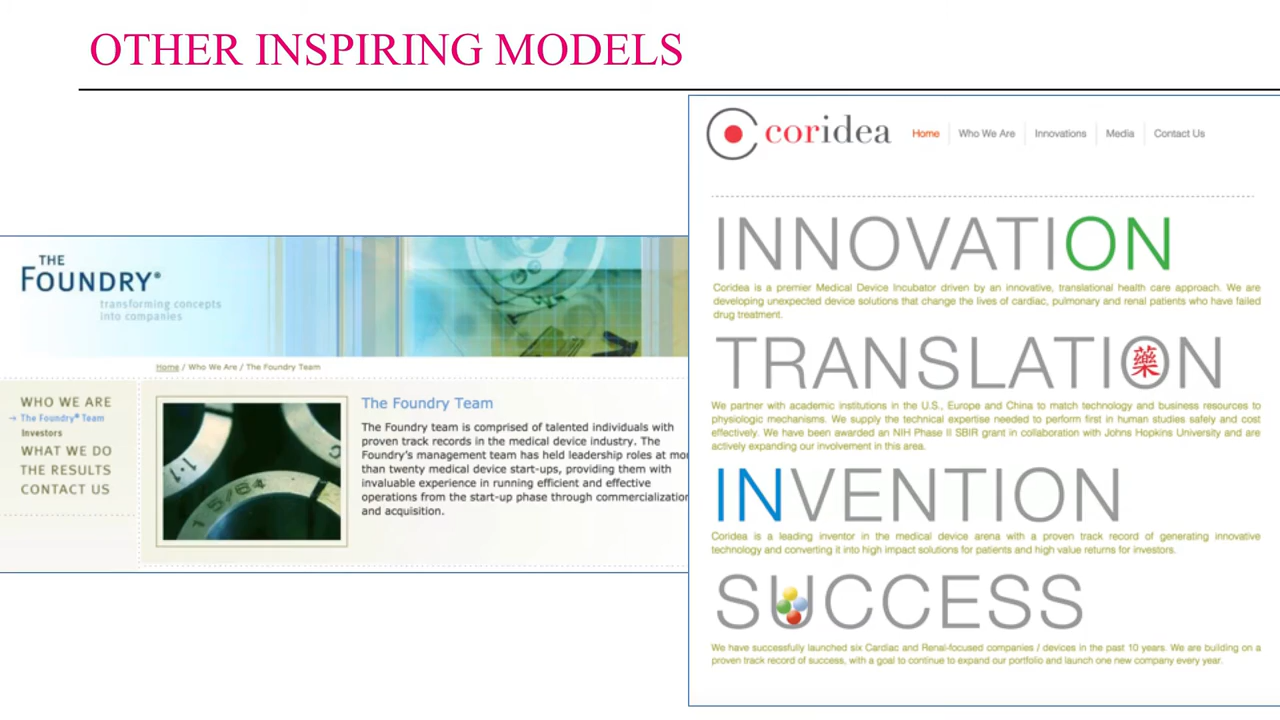 OTHER INSPIRING MODELS
THE
FOUNDRY®
transforming concepts
into companies
Home / Who We Are / The Foundry Team
WHO WE ARE
→ The Foundry® Team
Investors
WHAT WE DO
THE RESULTS
CONTACT US
1·1
5/64
The Foundry Team
The Foundry team is comprised of talented individuals with
proven track records in the medical device industry. The
Foundry's management team has held leadership roles at mor
than twenty medical device start-ups, providing them with
invaluable experience in running efficient and effective
operations from the start-up phase through commercialization
and acquisition.
coridea
Home
Who We Are
Innovations
Media
Contact Us
INNOVATION
Coridea is a premier Medical Device Incubator driven by an innovative, translational health care approach. We are
developing unexpected device solutions that change the lives of cardiac, pulmonary and renal patients who have failed
drug treatment.
TRANSLATION
藥
We partner with academic institutions in the U.S., Europe and China to match technology and business resources to
physiologic mechanisms. We supply the technical expertise needed to perform first in human studies safely and cost
effectively. We have been awarded an NIH Phase II SBIR grant in collaboration with Johns Hopkins University and are
actively expanding our involvement in this area.
INVENTION
Coridea is a leading inventor in the medical device arena with a proven track record of generating innovative
technology and converting it into high impact solutions for patients and high value returns for investors.
SUCCESS
We have successfully launched six Cardiac and Renal-focused companies / devices in the past 10 years. We are building on a
proven track record of success, with a goal to continue to expand our portfolio and launch one new company every year.